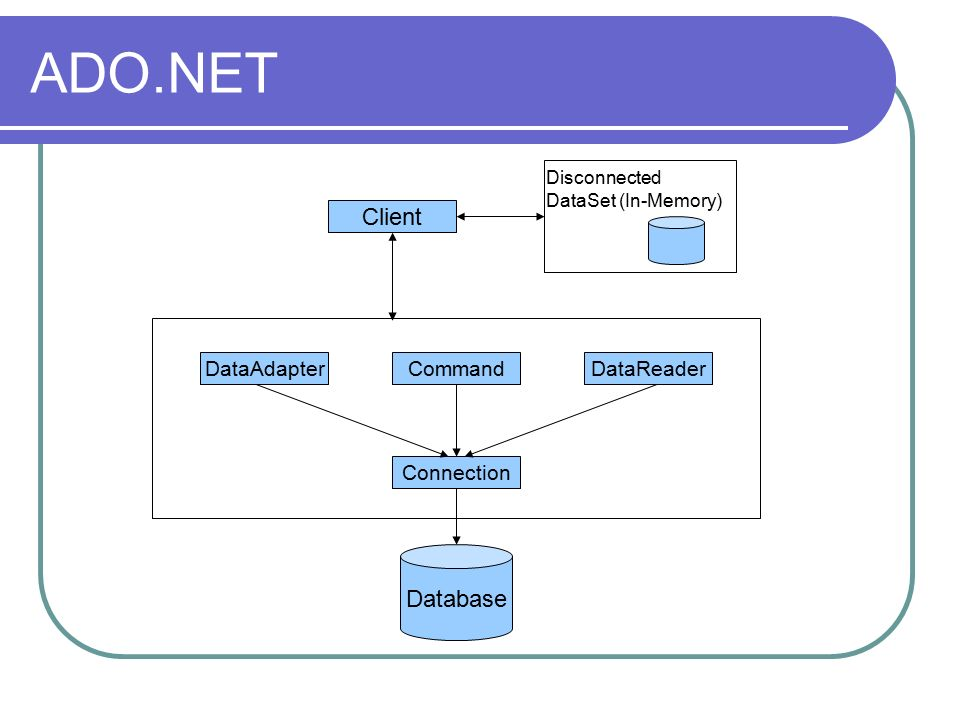 ADO.NET
Disconnected
DataSet (In-Memory)
Client
DataAdapter
Command
DataReader
Connection
Database